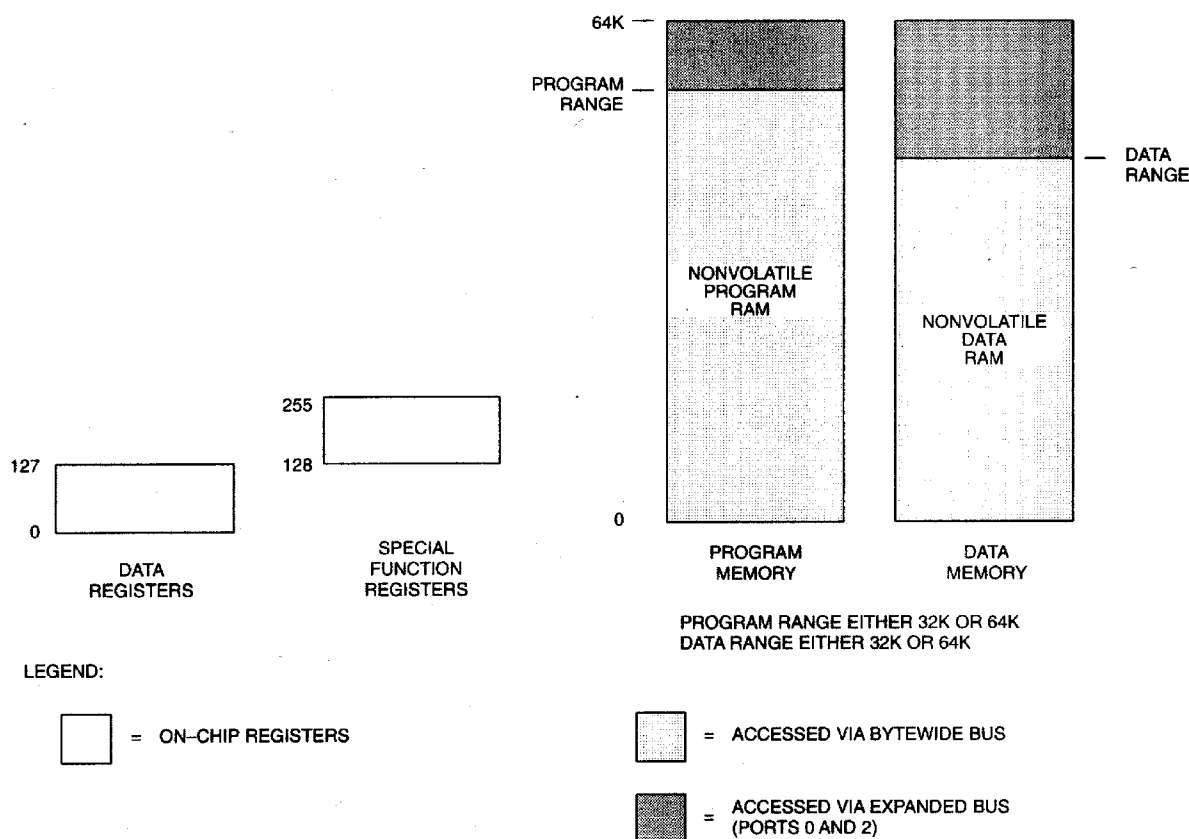 64K
PROGRAM
RANGE
DATA
RANGE
NONVOLATILE
PROGRAM
RAM
NONVOLATILE
DATA
RAM
255
128
127
0
0
DATA
REGISTERS
SPECIAL
FUNCTION
REGISTERS
PROGRAM
MEMORY
DATA
MEMORY
PROGRAM RANGE EITHER 32K OR 64K
DATA RANGE EITHER 32K OR 64K
LEGEND:
= ON–CHIP REGISTERS
= ACCESSED VIA BYTEWIDE BUS
= ACCESSED VIA EXPANDED BUS
(PORTS 0 AND 2)